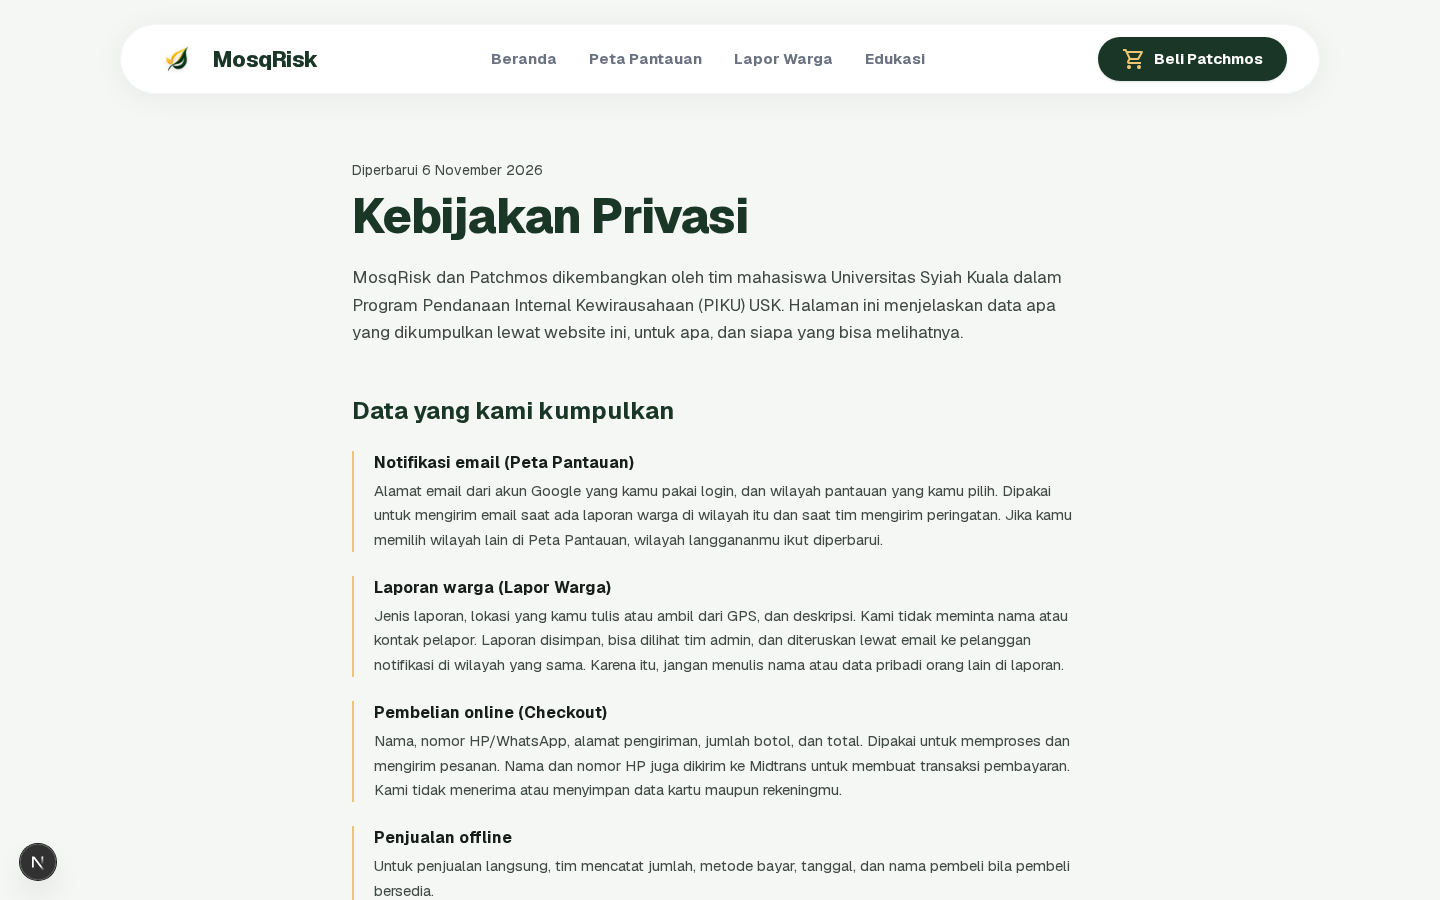 MosqRisk
Beranda
Peta Pantauan
Lapor Warga
Edukasi
Beli Patchmos
Diperbarui 6 November 2026
Kebijakan Privasi
MosqRisk dan Patchmos dikembangkan oleh tim mahasiswa Universitas Syiah Kuala dalam
Program Pendanaan Internal Kewirausahaan (PIKU) USK. Halaman ini menjelaskan data apa
yang dikumpulkan lewat website ini, untuk apa, dan siapa yang bisa melihatnya.
Data yang kami kumpulkan
Notifikasi email (Peta Pantauan)
Alamat email dari akun Google yang kamu pakai login, dan wilayah pantauan yang kamu pilih. Dipakai
untuk mengirim email saat ada laporan warga di wilayah itu dan saat tim mengirim peringatan. Jika kamu
memilih wilayah lain di Peta Pantauan, wilayah langgananmu ikut diperbarui.
Laporan warga (Lapor Warga)
Jenis laporan, lokasi yang kamu tulis atau ambil dari GPS, dan deskripsi. Kami tidak meminta nama atau
kontak pelapor. Laporan disimpan, bisa dilihat tim admin, dan diteruskan lewat email ke pelanggan
notifikasi di wilayah yang sama. Karena itu, jangan menulis nama atau data pribadi orang lain di laporan.
Pembelian online (Checkout)
Nama, nomor HP/WhatsApp, alamat pengiriman, jumlah botol, dan total. Dipakai untuk memproses dan
mengirim pesanan. Nama dan nomor HP juga dikirim ke Midtrans untuk membuat transaksi pembayaran.
Kami tidak menerima atau menyimpan data kartu maupun rekeningmu.
Penjualan offline
Untuk penjualan langsung, tim mencatat jumlah, metode bayar, tanggal, dan nama pembeli bila pembeli
bersedia.
N